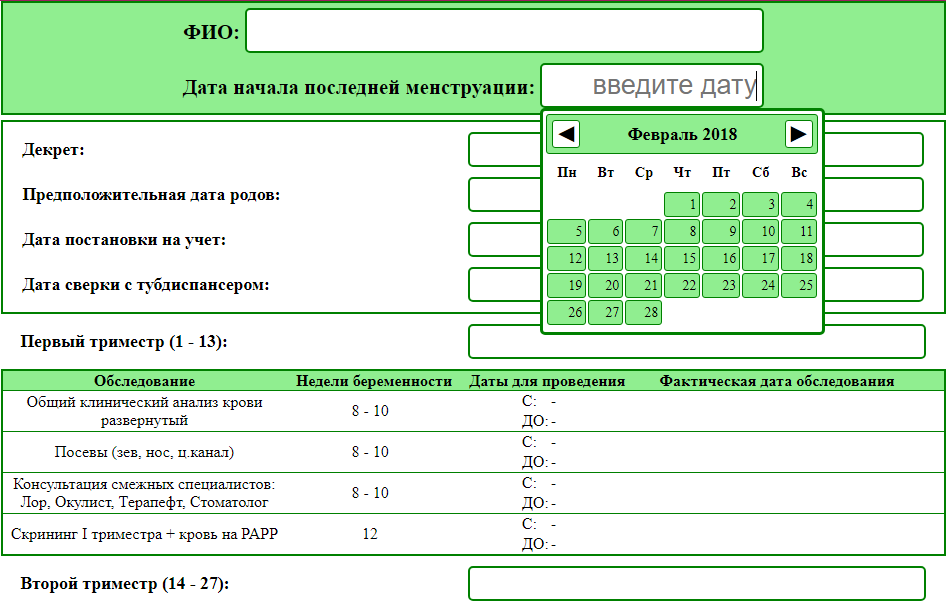 ФИО:
Дата начала последней менструации: введите дату
◀ Февраль 2018 ▶
Пн Вт Ср Чт Пт Сб Вс
1 2 3 4
5 6 7 8 9 10 11
12 13 14 15 16 17 18
19 20 21 22 23 24 25
26 27 28
Декрет:
Предположительная дата родов:
Дата постановки на учет:
Дата сверки с тубдиспансером:
Первый триместр (1 - 13):
Обследование Недели беременности Даты для проведения Фактическая дата обследования
Общий клинический анализ крови
развернутый
8 - 10
С: -
ДО: -
Посевы (зев, нос, ц.канал)
8 - 10
С: -
ДО: -
Консультация смежных специалистов:
Лор, Окулист, Терапефт, Стоматолог
8 - 10
С: -
ДО: -
Скрининг I триместра + кровь на PAPP
12
С: -
ДО: -
Второй триместр (14 - 27):